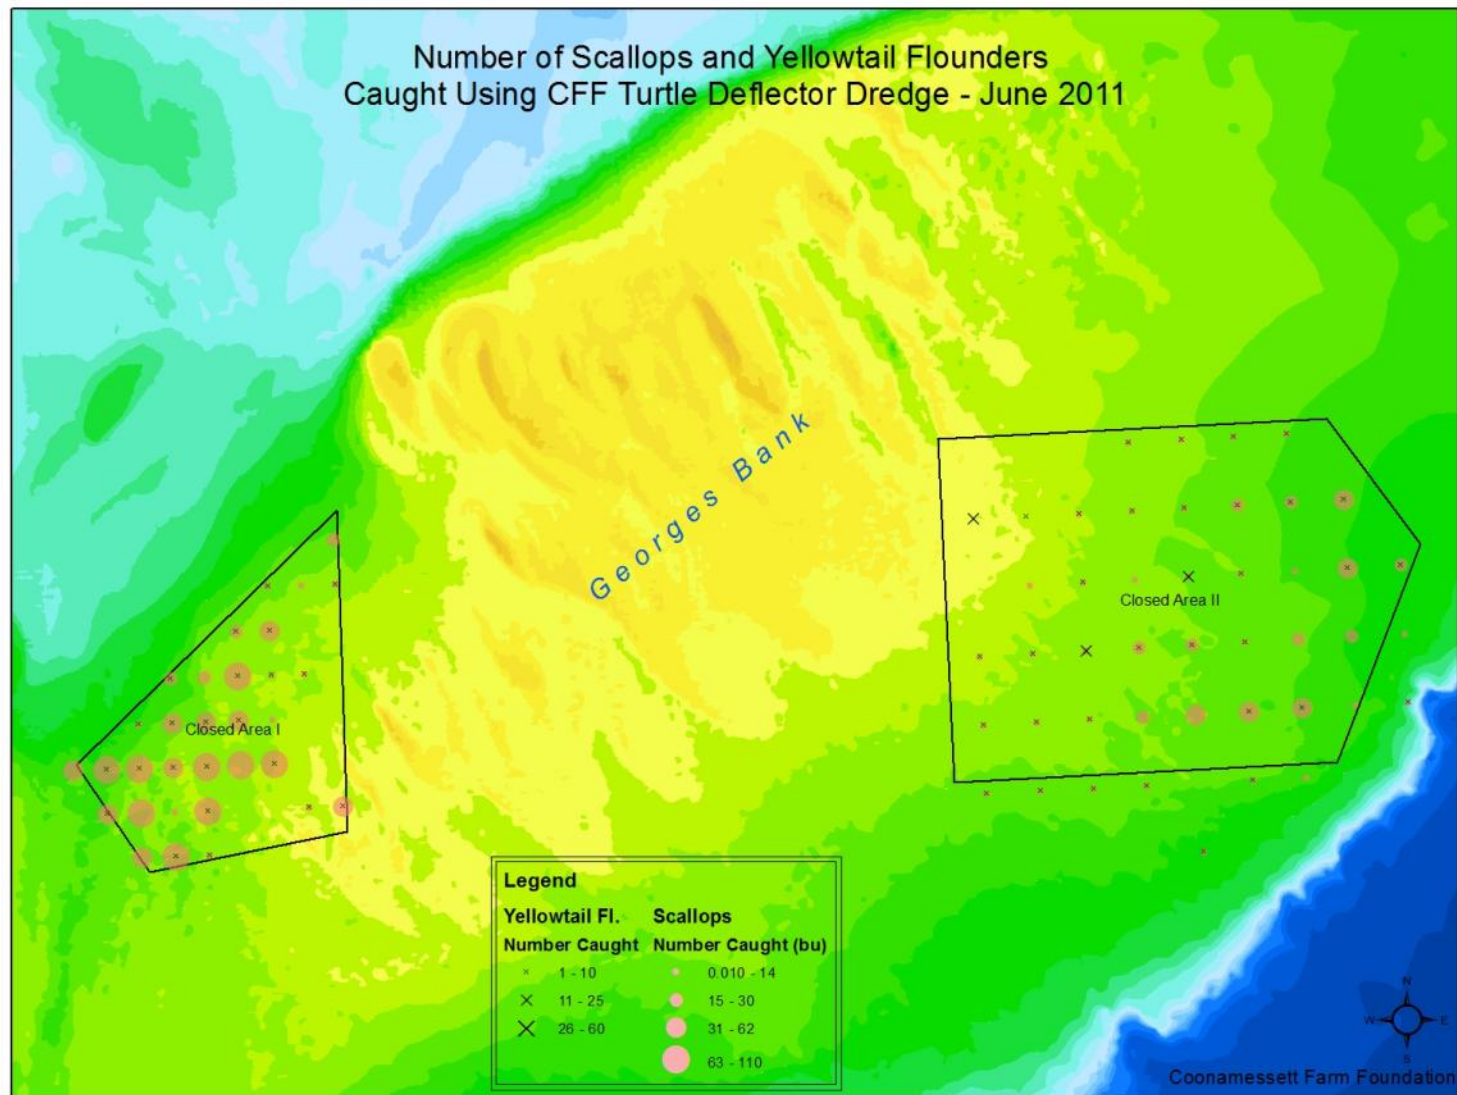 Number of Scallops and Yellowtail Flounders
Caught Using CFF Turtle Deflector Dredge - June 2011
Georges Bank
Closed Area II
Closed Area I
Legend
Yellowtail Fl. Scallops
Number Caught Number Caught (bu)
1 - 10 0.010 - 14
11 - 25 15 - 30
26 - 60 31 - 62
63 - 110
N
W E
S
Coonamessett Farm Foundation